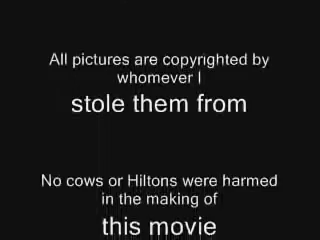 All pictures are copyrighted by
whomever I
stole them from
No cows or Hiltons were harmed
in the making of
this movie